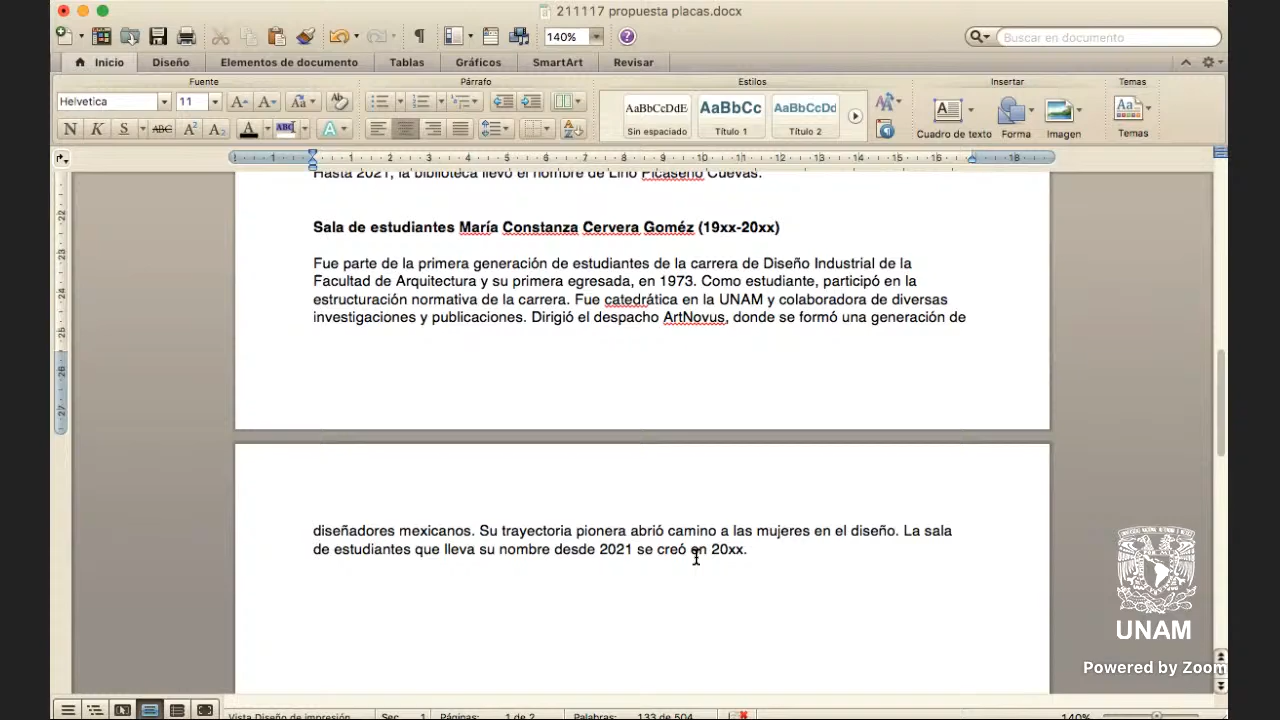 211117 propuesta placas.docx
140%
Buscar en documento
Inicio Diseño Elementos de documento Tablas Gráficos SmartArt Revisar
Fuente Párrafo Estilos Insertar Temas
Helvetica 11
AaBbCcDdE AaBbCc AaBbCcDd
Sin espaciado Título 1 Título 2
Cuadro de texto Forma Imagen Temas
Hasta 2021, la biblioteca llevó el nombre de Lino Picaseño Cuevas.
Sala de estudiantes María Constanza Cervera Goméz (19xx-20xx)
Fue parte de la primera generación de estudiantes de la carrera de Diseño Industrial de la
Facultad de Arquitectura y su primera egresada, en 1973. Como estudiante, participó en la
estructuración normativa de la carrera. Fue catedrática en la UNAM y colaboradora de diversas
investigaciones y publicaciones. Dirigió el despacho ArtNovus, donde se formó una generación de
diseñadores mexicanos. Su trayectoria pionera abrió camino a las mujeres en el diseño. La sala
de estudiantes que lleva su nombre desde 2021 se creó en 20xx.
UNAM
Powered by Zoom
Vista Diseño de impresión Sec. 1 Páginas: 1 de 2 Palabras: 133 de 504 140%